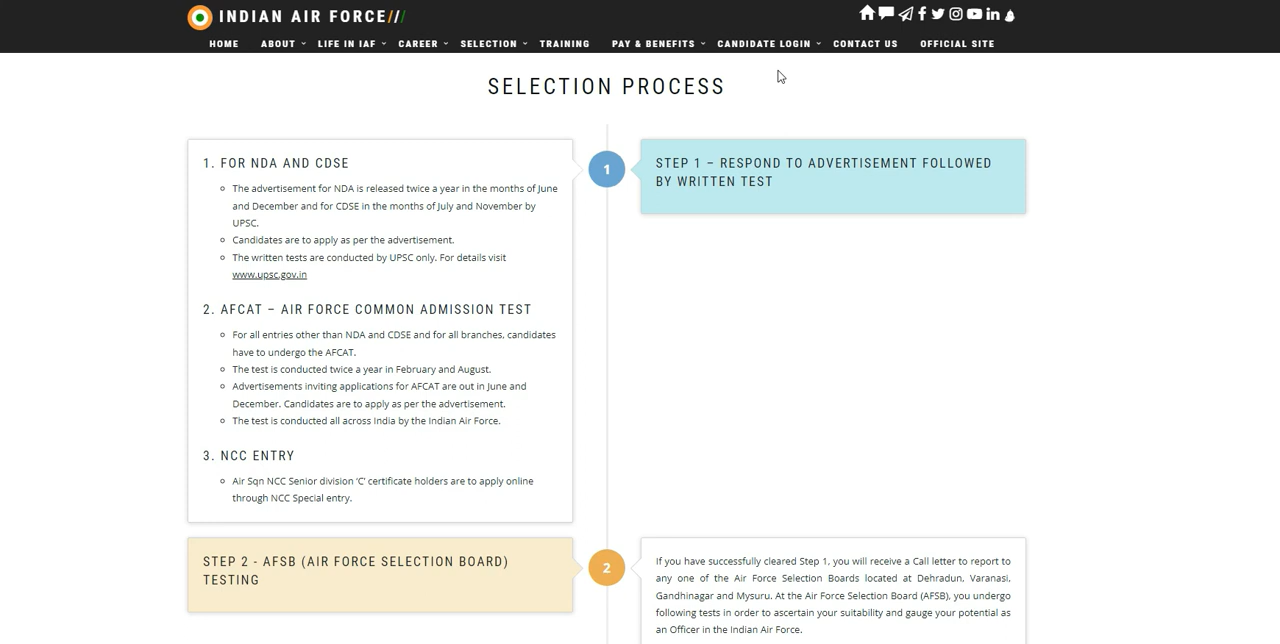 INDIAN AIR FORCE///
HOME ABOUT LIFE IN IAF CAREER SELECTION TRAINING PAY & BENEFITS CANDIDATE LOGIN CONTACT US OFFICIAL SITE
SELECTION PROCESS
1. FOR NDA AND CDSE
The advertisement for NDA is released twice a year in the months of June
and December and for CDSE in the months of July and November by
UPSC.
Candidates are to apply as per the advertisement.
The written tests are conducted by UPSC only. For details visit
www.upsc.gov.in
2. AFCAT – AIR FORCE COMMON ADMISSION TEST
For all entries other than NDA and CDSE and for all branches, candidates
have to undergo the AFCAT.
The test is conducted twice a year in February and August.
Advertisements inviting applications for AFCAT are out in June and
December. Candidates are to apply as per the advertisement.
The test is conducted all across India by the Indian Air Force.
3. NCC ENTRY
Air Sqn NCC Senior division ‘C’ certificate holders are to apply online
through NCC Special entry.
1
STEP 1 – RESPOND TO ADVERTISEMENT FOLLOWED
BY WRITTEN TEST
STEP 2 - AFSB (AIR FORCE SELECTION BOARD)
TESTING
2
If you have successfully cleared Step 1, you will receive a Call letter to report to
any one of the Air Force Selection Boards located at Dehradun, Varanasi,
Gandhinagar and Mysuru. At the Air Force Selection Board (AFSB), you undergo
following tests in order to ascertain your suitability and gauge your potential as
an Officer in the Indian Air Force.